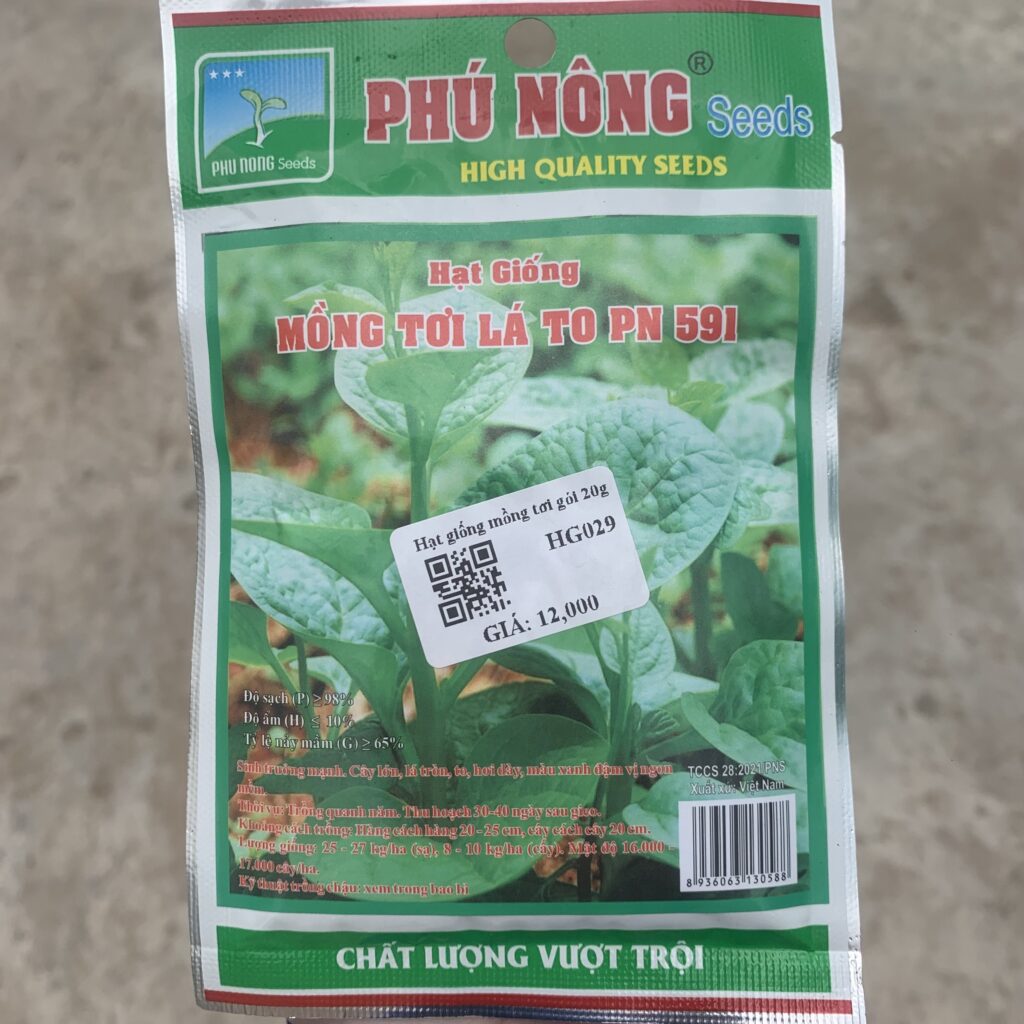 PHU NONG Seeds
PHÚ NÔNG® Seeds
HIGH QUALITY SEEDS
Hạt Giống
MỒNG TƠI LÁ TO PN 591
Hạt giống mồng tơi gói 20g
HG029
GIÁ: 12,000
Độ sạch (P) ≥ 98%
Độ ẩm (H) ≤ 10%
Tỷ lệ nảy mầm (G) ≥ 65%
Sinh trưởng mạnh. Cây lớn, lá tròn, to, hơi dày, màu xanh đậm vị ngon
mềm.
Thời vụ: Trồng quanh năm. Thu hoạch 30-40 ngày sau gieo.
Khoảng cách trồng: Hàng cách hàng 20 - 25 cm, cây cách cây 20 cm.
Lượng giống: 25 - 27 kg/ha (sạ), 8 - 10 kg/ha (cấy). Mật độ 16.000 -
17.000 cây/ha.
Kỹ thuật trồng chậu: xem trong bao bì
TCCS 28:2021/PNS
Xuất xứ: Việt Nam
8 936063 130588
CHẤT LƯỢNG VƯỢT TRỘI